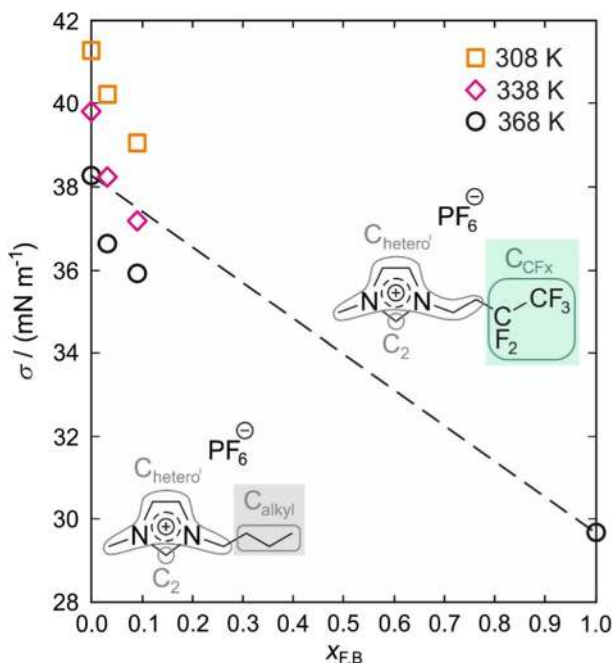 42
40
38
36
34
32
30
28
σ / (mN m⁻¹)
308 K
338 K
368 K
PF₆⊖
C_hetero'
C_CFx
N ⊕ N
C F₂
CF₃
C₂
PF₆⊖
C_hetero'
C_alkyl
N ⊕ N
C₂
0.0 0.1 0.2 0.3 0.4 0.5 0.6 0.7 0.8 0.9 1.0
x_F.B